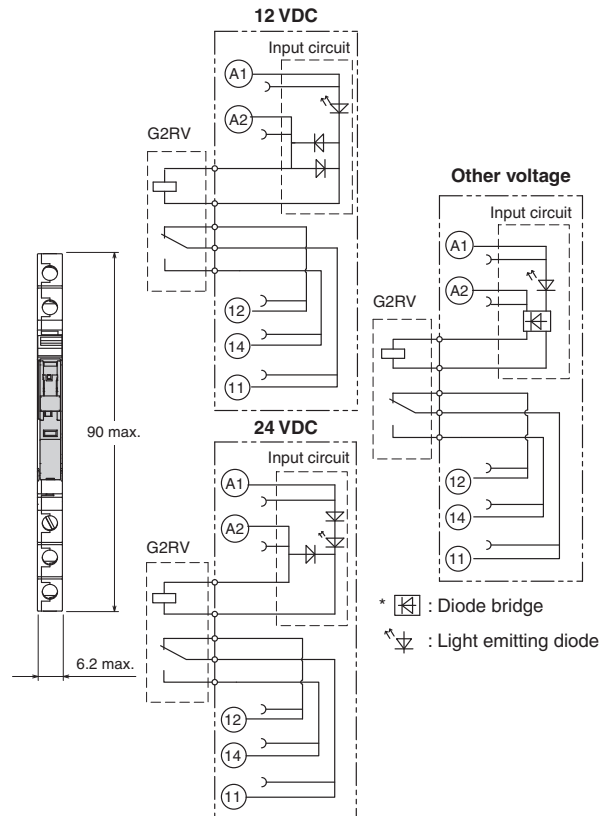 12 VDC
Input circuit
A1
A2
G2RV
12
14
11
Other voltage
Input circuit
A1
A2
G2RV
12
14
11
90 max.
6.2 max.
24 VDC
Input circuit
A1
A2
G2RV
12
14
11
* : Diode bridge
: Light emitting diode